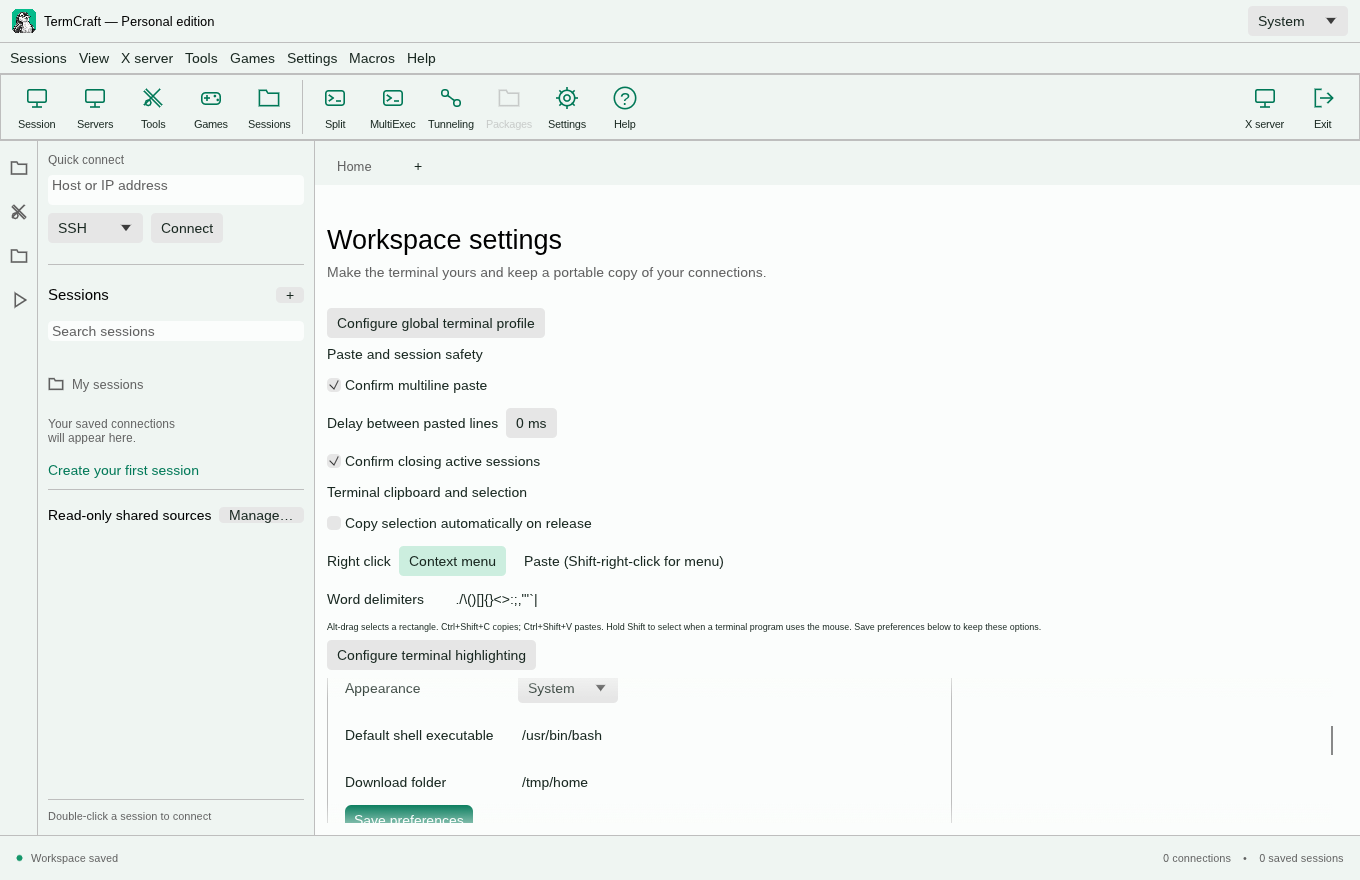 TermCraft — Personal edition
System
Sessions View X server Tools Games Settings Macros Help
Session Servers Tools Games Sessions Split MultiExec Tunneling Packages Settings Help X server Exit
Quick connect
Host or IP address
SSH Connect
Sessions +
Search sessions
My sessions
Your saved connections
will appear here.
Create your first session
Read-only shared sources Manage…
Double-click a session to connect
Home +
Workspace settings
Make the terminal yours and keep a portable copy of your connections.
Configure global terminal profile
Paste and session safety
Confirm multiline paste
Delay between pasted lines 0 ms
Confirm closing active sessions
Terminal clipboard and selection
Copy selection automatically on release
Right click Context menu Paste (Shift-right-click for menu)
Word delimiters ./\()[]{}<>:;,"'`|
Alt-drag selects a rectangle. Ctrl+Shift+C copies; Ctrl+Shift+V pastes. Hold Shift to select when a terminal program uses the mouse. Save preferences below to keep these options.
Configure terminal highlighting
Appearance System
Default shell executable /usr/bin/bash
Download folder /tmp/home
Save preferences
Workspace saved
0 connections • 0 saved sessions